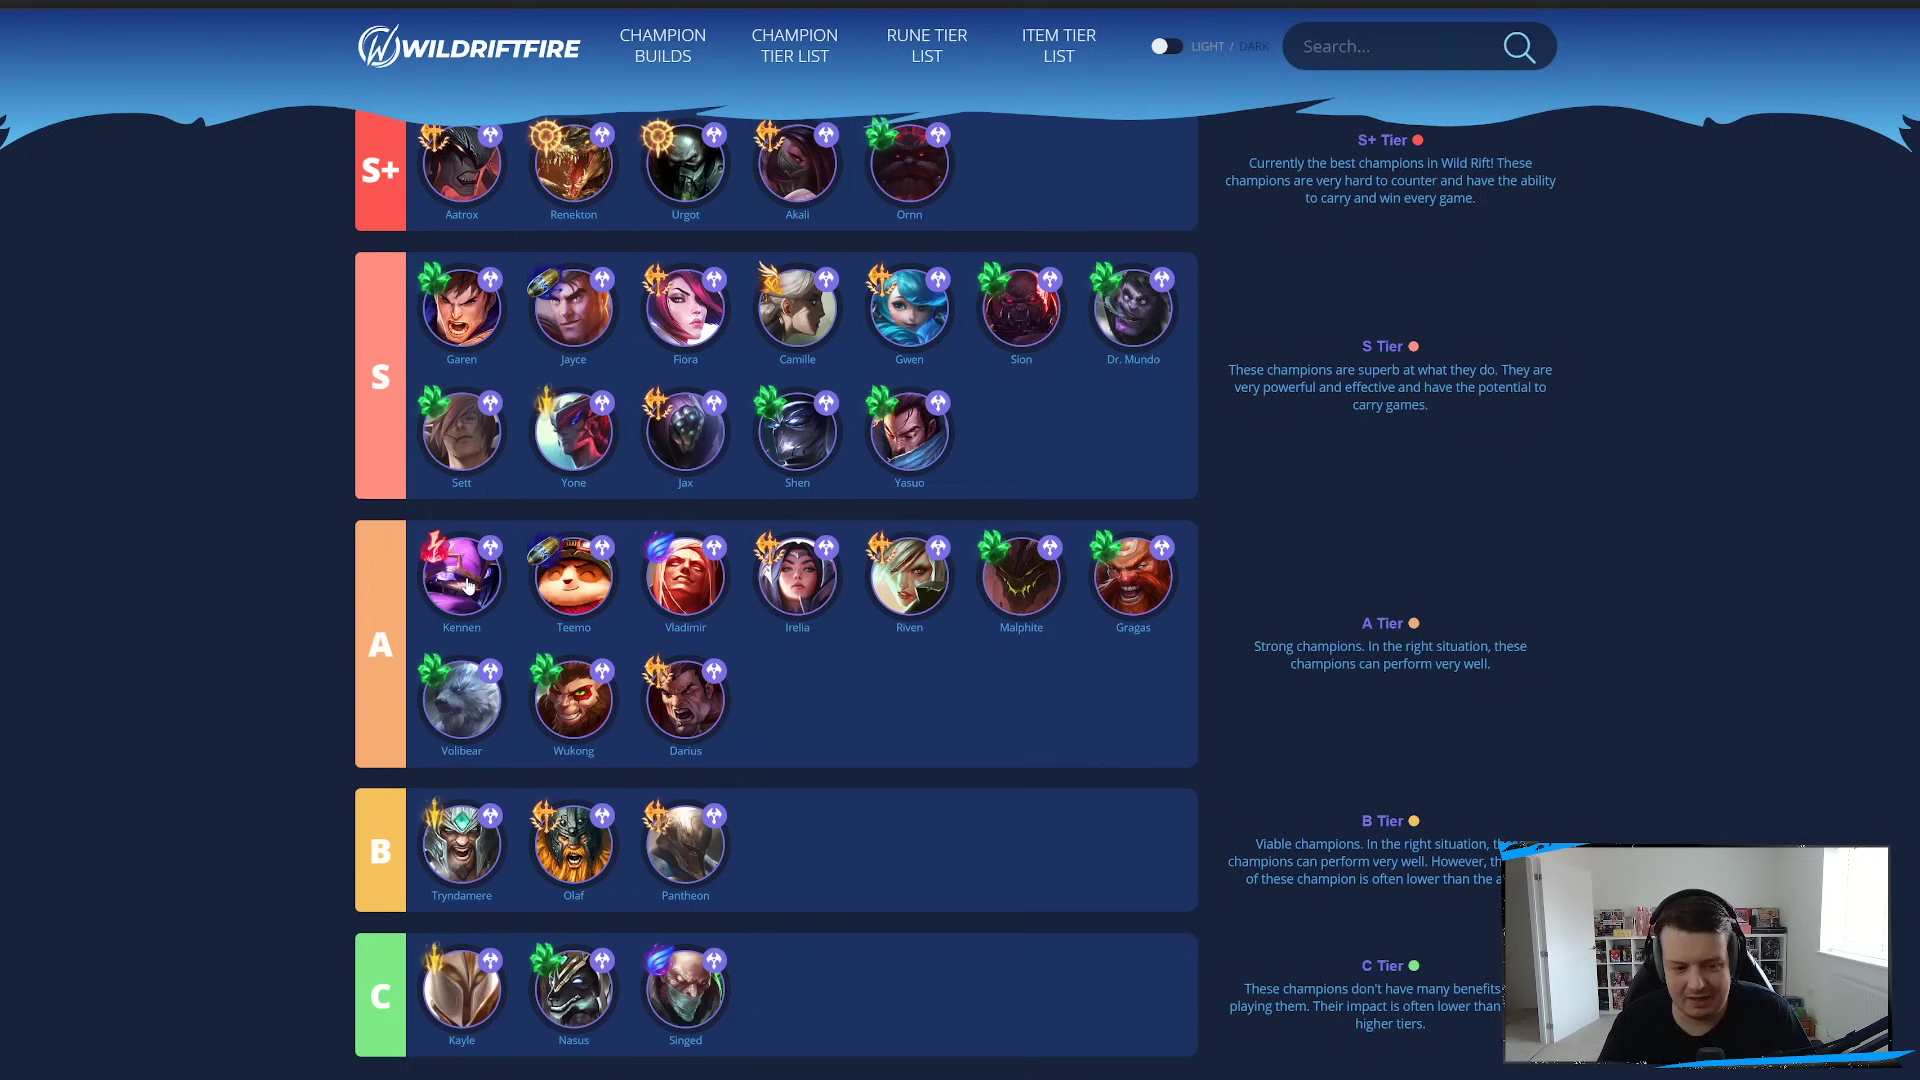 WILDRIFTFIRE
CHAMPION
BUILDS
CHAMPION
TIER LIST
RUNE TIER
LIST
ITEM TIER
LIST
LIGHT / DARK
Search...
S+
Aatrox
Renekton
Urgot
Akali
Ornn
S+ Tier
Currently the best champions in Wild Rift! These
champions are very hard to counter and have the ability
to carry and win every game.
S
Garen
Jayce
Fiora
Camille
Gwen
Sion
Dr. Mundo
Sett
Yone
Jax
Shen
Yasuo
S Tier
These champions are superb at what they do. They are
very powerful and effective and have the potential to
carry games.
A
Kennen
Teemo
Vladimir
Irelia
Riven
Malphite
Gragas
Volibear
Wukong
Darius
A Tier
Strong champions. In the right situation, these
champions can perform very well.
B
Tryndamere
Olaf
Pantheon
B Tier
Viable champions. In the right situation,
champions can perform very well. However,
of these champion is often lower than the
C
Kayle
Nasus
Singed
C Tier
These champions don't have many benefits
playing them. Their impact is often lower than
higher tiers.